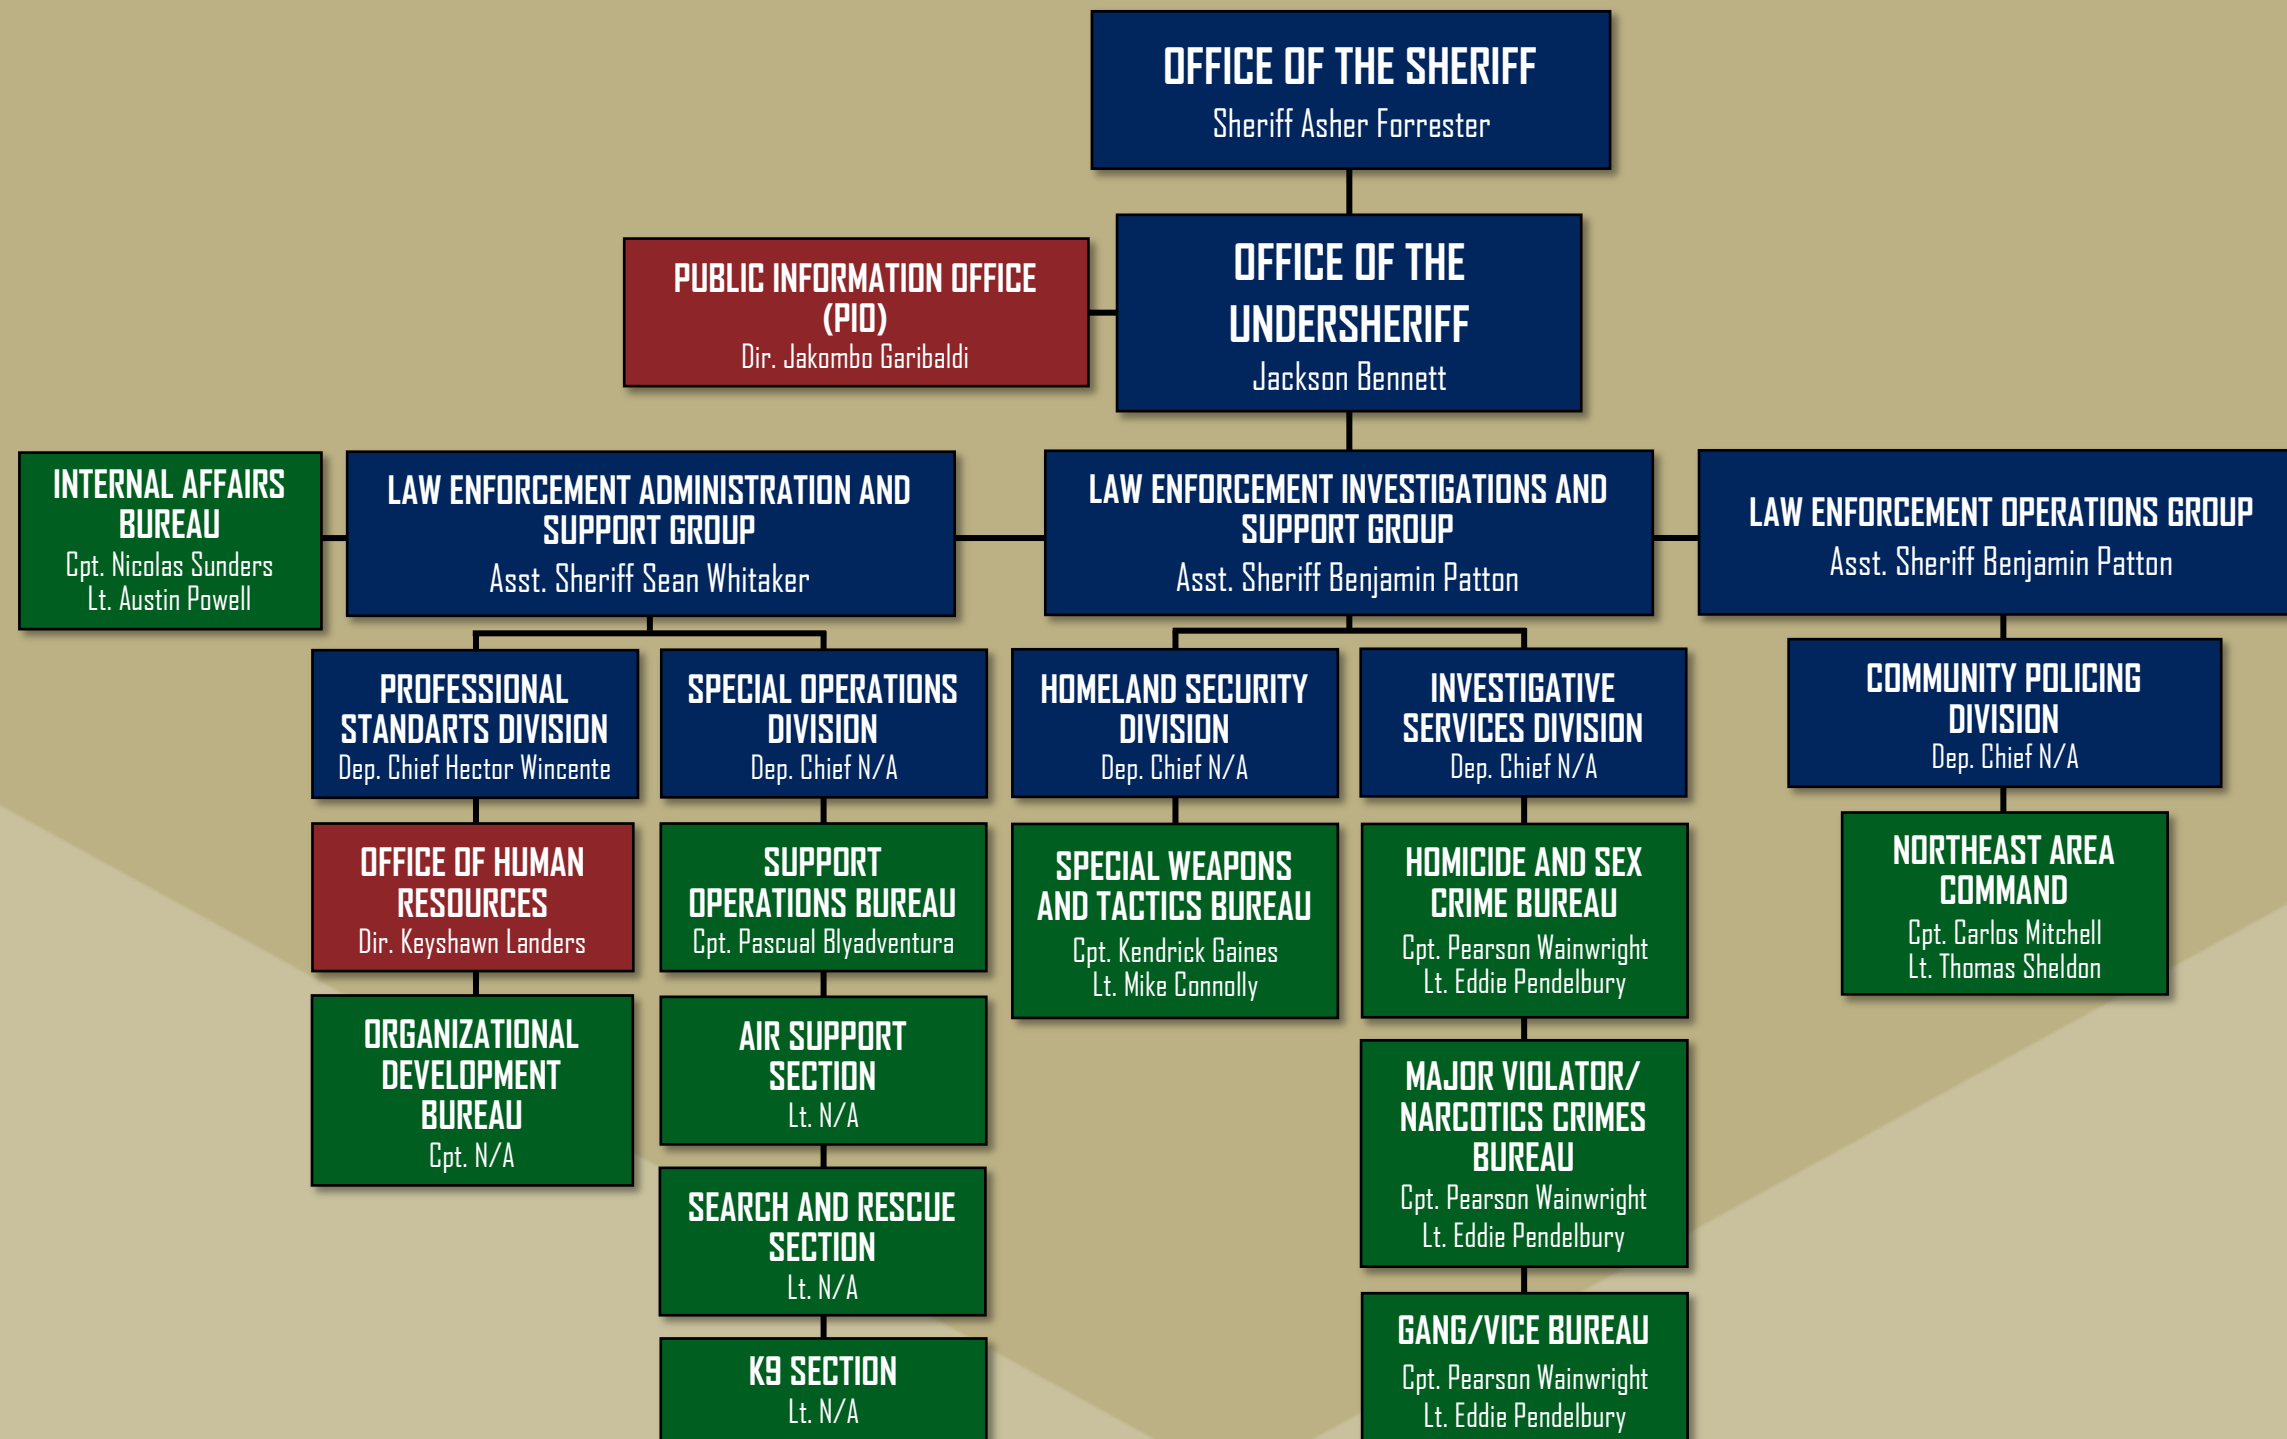 OFFICE OF THE SHERIFF
Sheriff Asher Forrester
PUBLIC INFORMATION OFFICE
(PIO)
Dir. Jakombo Garibaldi
OFFICE OF THE
UNDERSHERIFF
Jackson Bennett
INTERNAL AFFAIRS
BUREAU
Cpt. Nicolas Sunders
Lt. Austin Powell
LAW ENFORCEMENT ADMINISTRATION AND
SUPPORT GROUP
Asst. Sheriff Sean Whitaker
LAW ENFORCEMENT INVESTIGATIONS AND
SUPPORT GROUP
Asst. Sheriff Benjamin Patton
LAW ENFORCEMENT OPERATIONS GROUP
Asst. Sheriff Benjamin Patton
PROFESSIONAL
STANDARTS DIVISION
Dep. Chief Hector Wincente
SPECIAL OPERATIONS
DIVISION
Dep. Chief N/A
HOMELAND SECURITY
DIVISION
Dep. Chief N/A
INVESTIGATIVE
SERVICES DIVISION
Dep. Chief N/A
COMMUNITY POLICING
DIVISION
Dep. Chief N/A
OFFICE OF HUMAN
RESOURCES
Dir. Keyshawn Landers
SUPPORT
OPERATIONS BUREAU
Cpt. Pascual Blyadventura
SPECIAL WEAPONS
AND TACTICS BUREAU
Cpt. Kendrick Gaines
Lt. Mike Connolly
HOMICIDE AND SEX
CRIME BUREAU
Cpt. Pearson Wainwright
Lt. Eddie Pendelbury
NORTHEAST AREA
COMMAND
Cpt. Carlos Mitchell
Lt. Thomas Sheldon
ORGANIZATIONAL
DEVELOPMENT
BUREAU
Cpt. N/A
AIR SUPPORT
SECTION
Lt. N/A
MAJOR VIOLATOR/
NARCOTICS CRIMES
BUREAU
Cpt. Pearson Wainwright
Lt. Eddie Pendelbury
SEARCH AND RESCUE
SECTION
Lt. N/A
GANG/VICE BUREAU
Cpt. Pearson Wainwright
Lt. Eddie Pendelbury
K9 SECTION
Lt. N/A